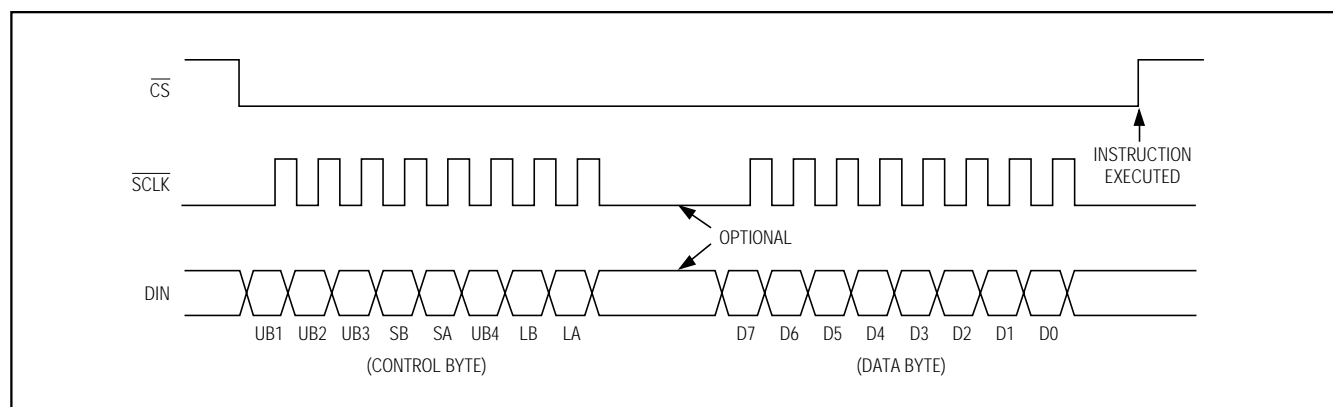 CS
INSTRUCTION
EXECUTED
SCLK
OPTIONAL
DIN
UB1 UB2 UB3 SB SA UB4 LB LA D7 D6 D5 D4 D3 D2 D1 D0
(CONTROL BYTE) (DATA BYTE)